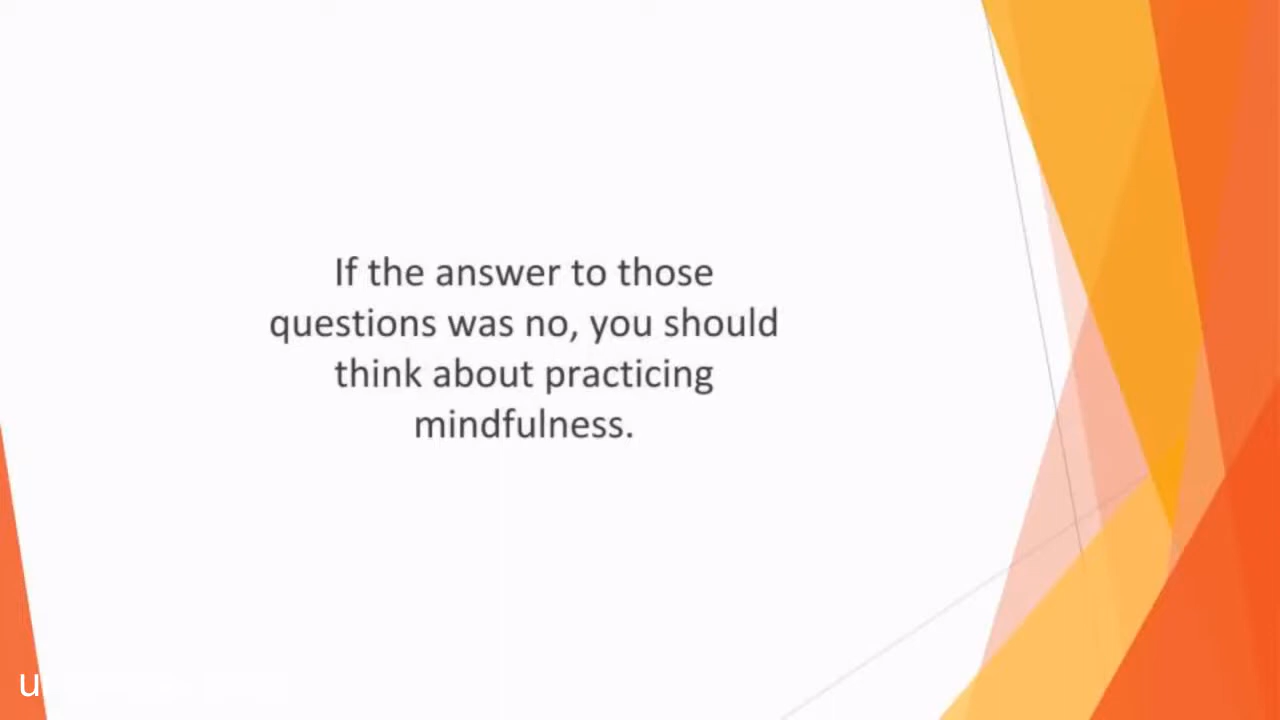 If the answer to those
questions was no, you should
think about practicing
mindfulness.